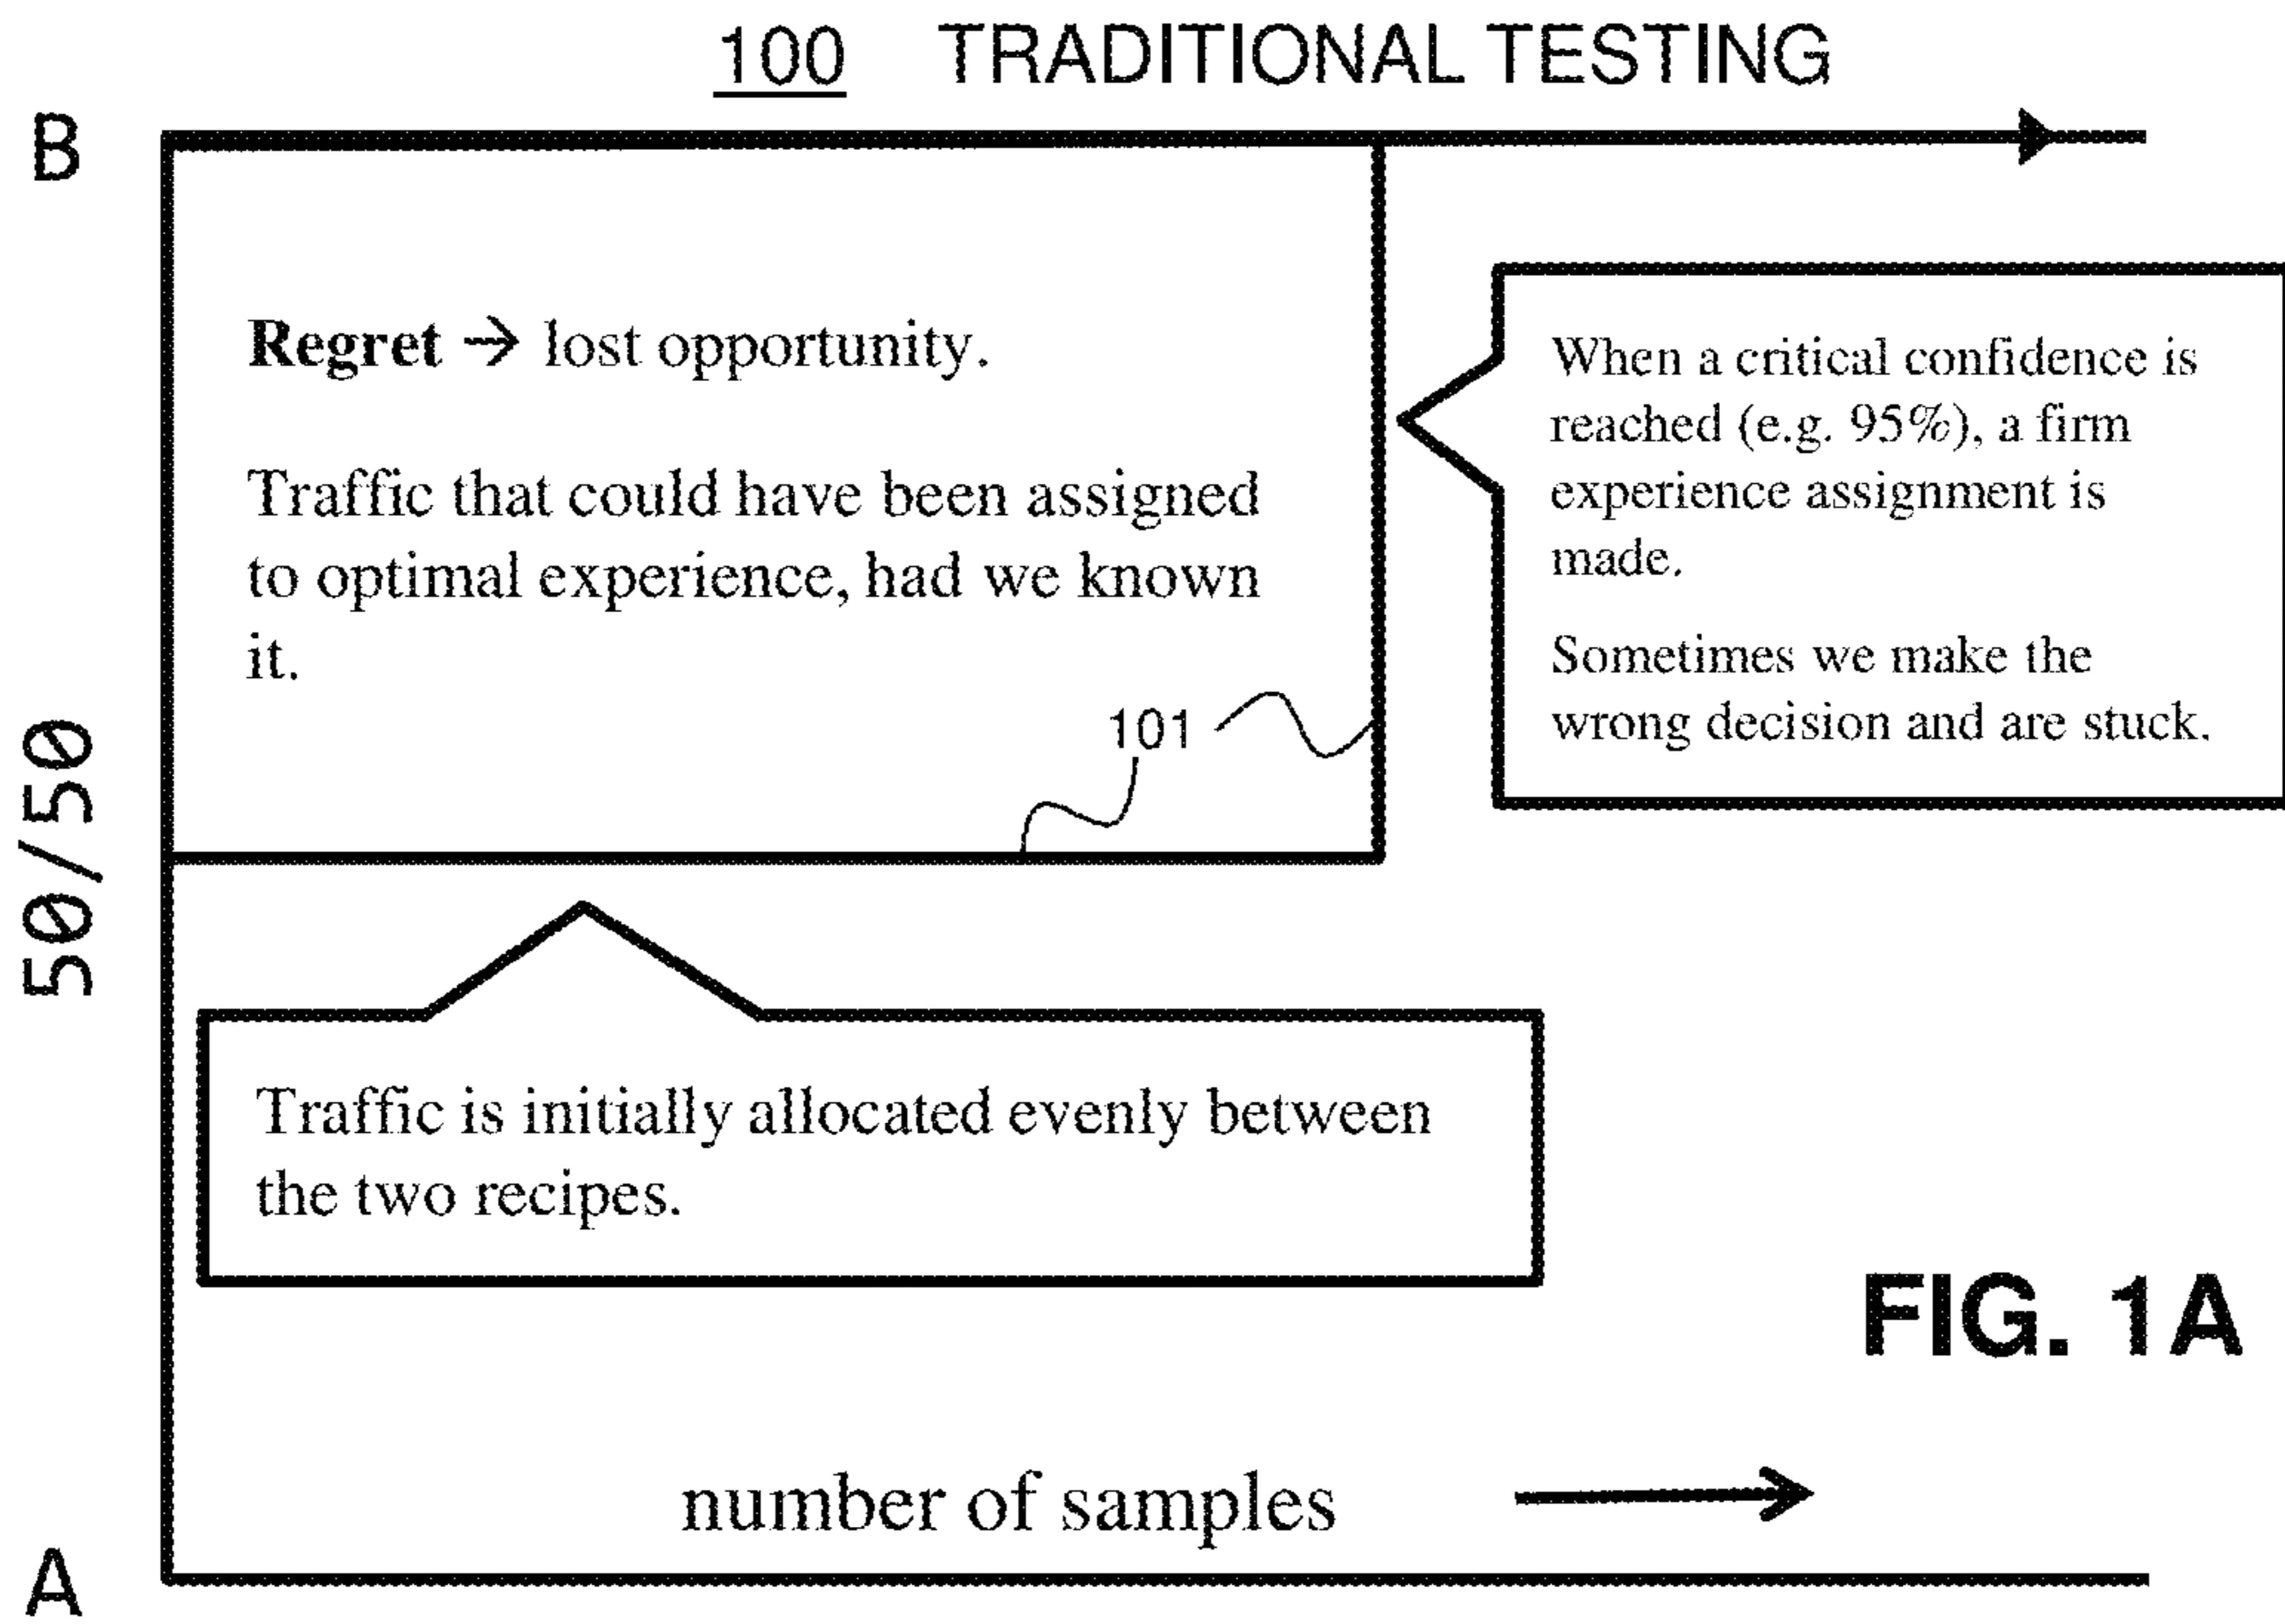 100 TRADITIONAL TESTING
B
Regret → lost opportunity.
Traffic that could have been assigned
to optimal experience, had we known
it.
When a critical confidence is
reached (e.g. 95%), a firm
experience assignment is
made.
Sometimes we make the
wrong decision and are stuck.
101
50/50
Traffic is initially allocated evenly between
the two recipes.
FIG. 1A
number of samples
A